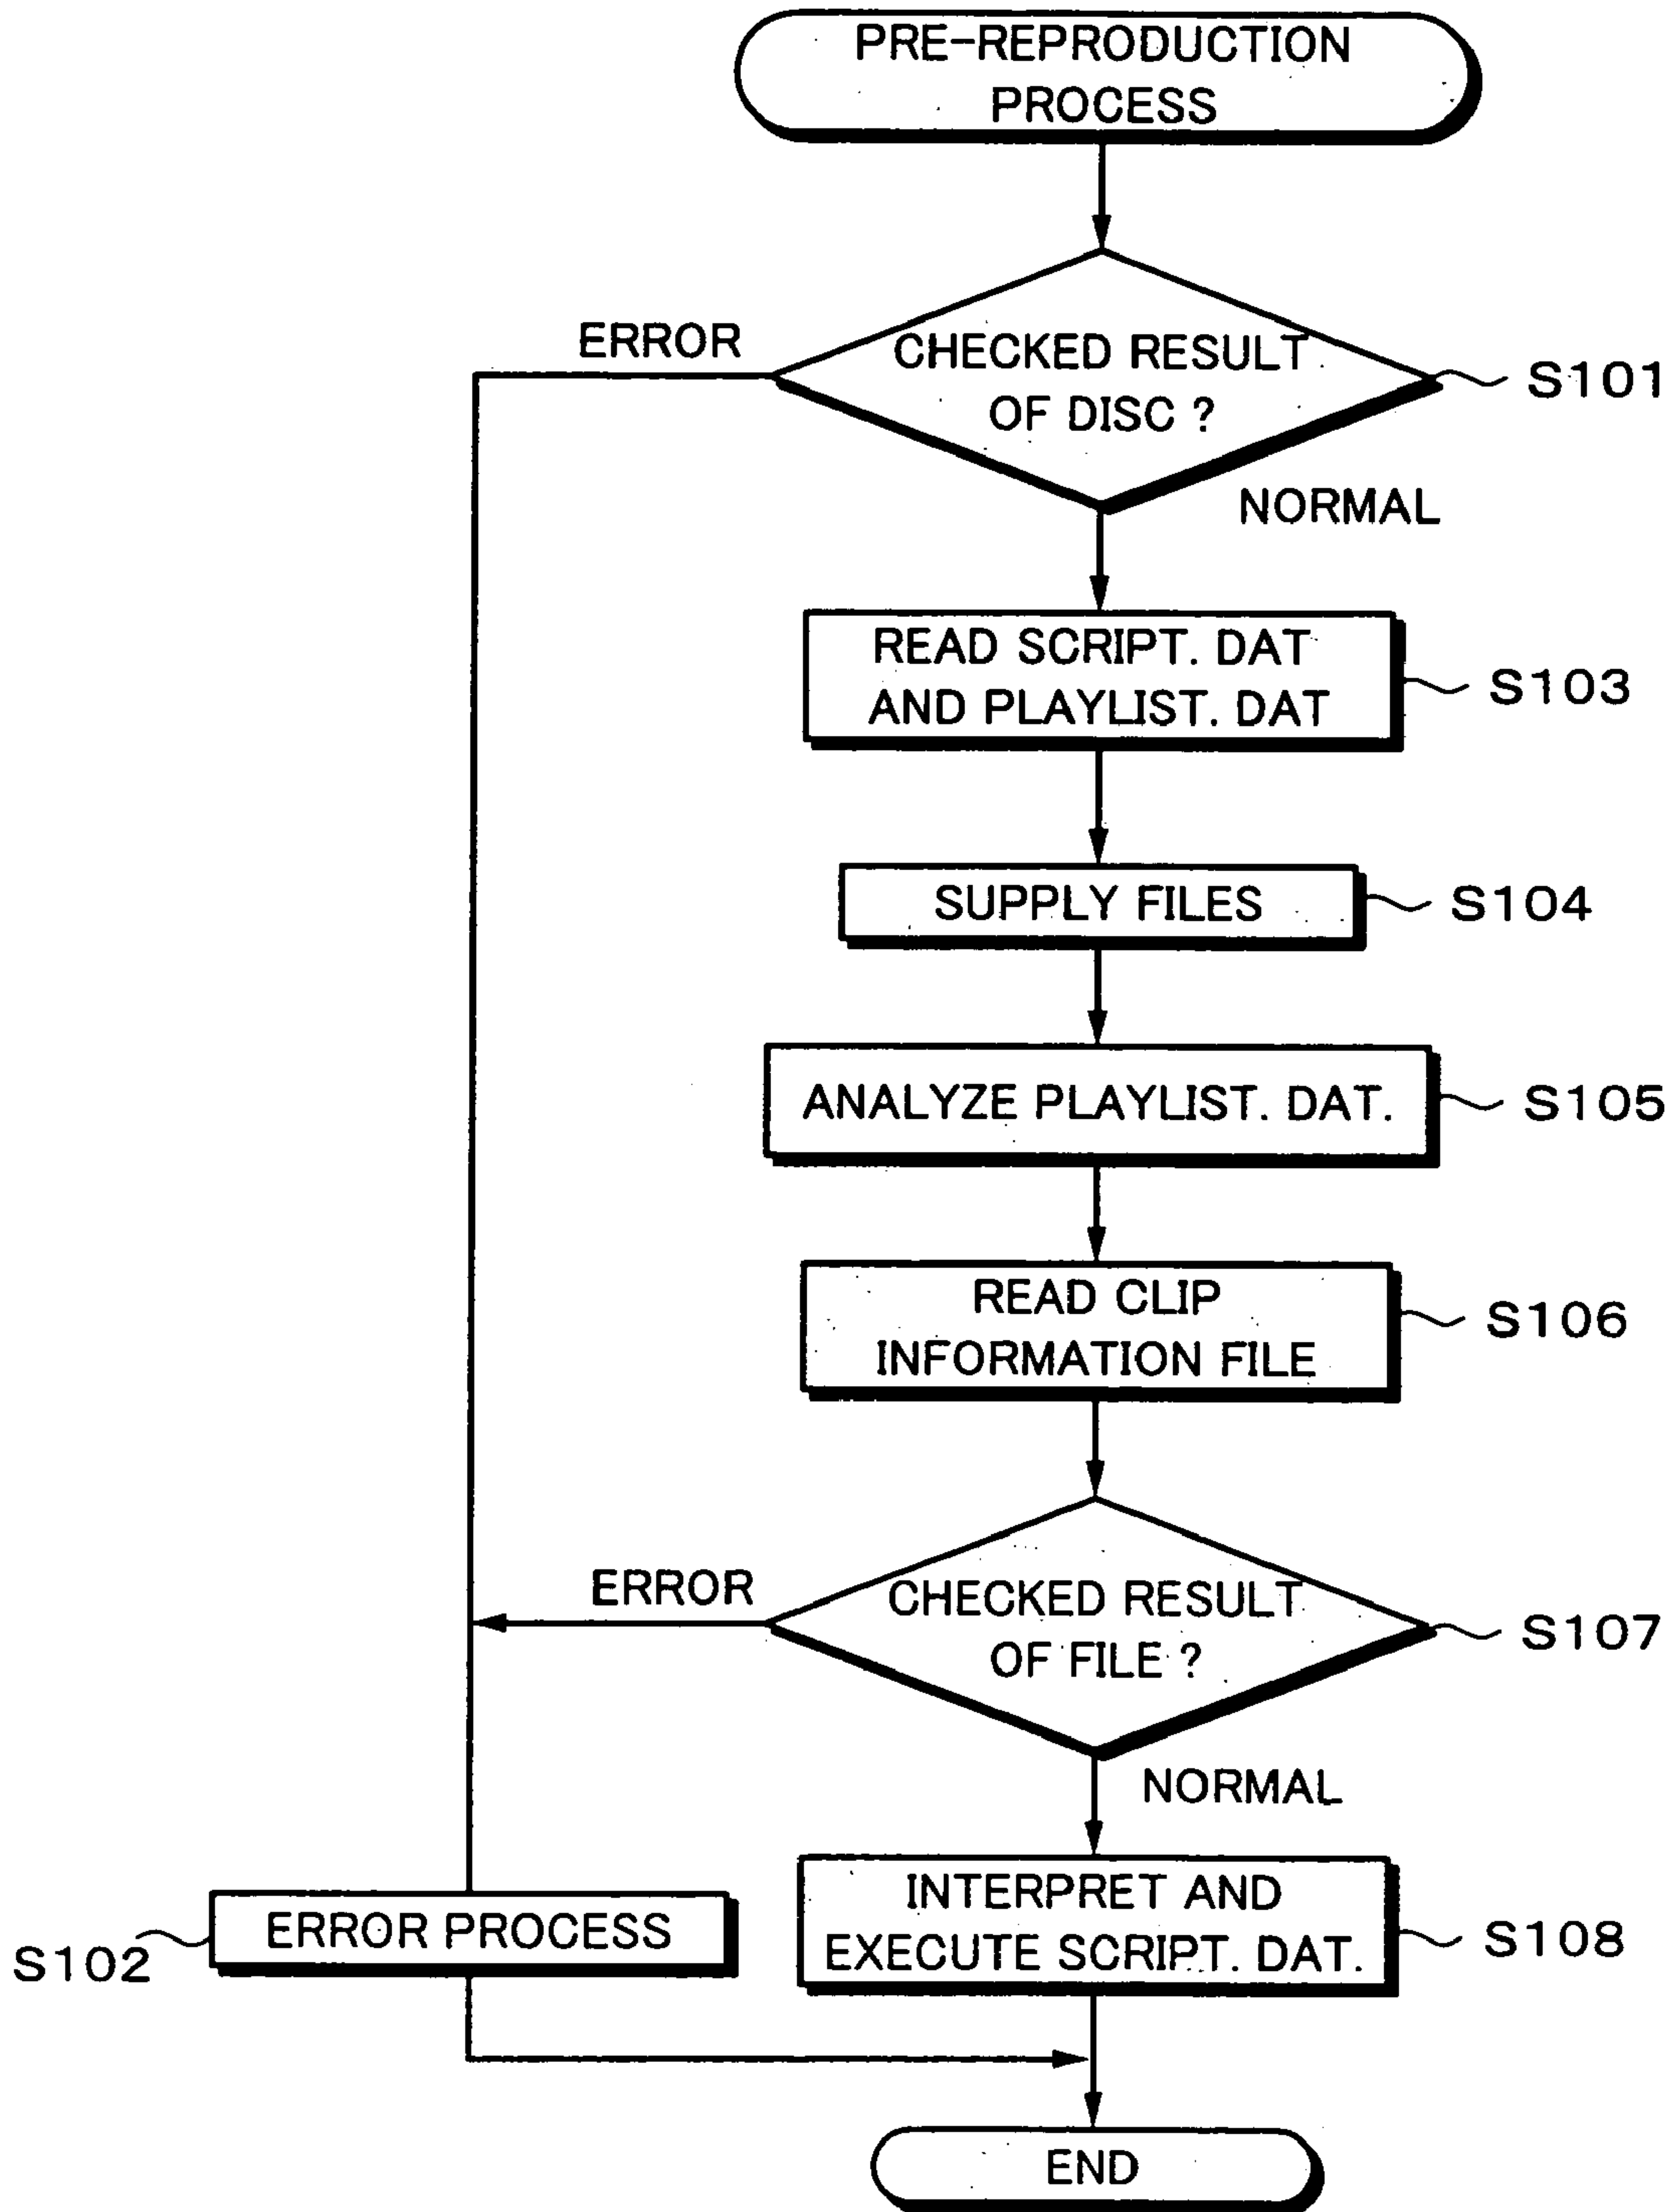 PRE-REPRODUCTION
PROCESS
ERROR
CHECKED RESULT
OF DISC ?
S101
NORMAL
READ SCRIPT. DAT
AND PLAYLIST. DAT
S103
SUPPLY FILES
S104
ANALYZE PLAYLIST. DAT.
S105
READ CLIP
INFORMATION FILE
S106
ERROR
CHECKED RESULT
OF FILE ?
S107
NORMAL
INTERPRET AND
EXECUTE SCRIPT. DAT.
S108
ERROR PROCESS
S102
END